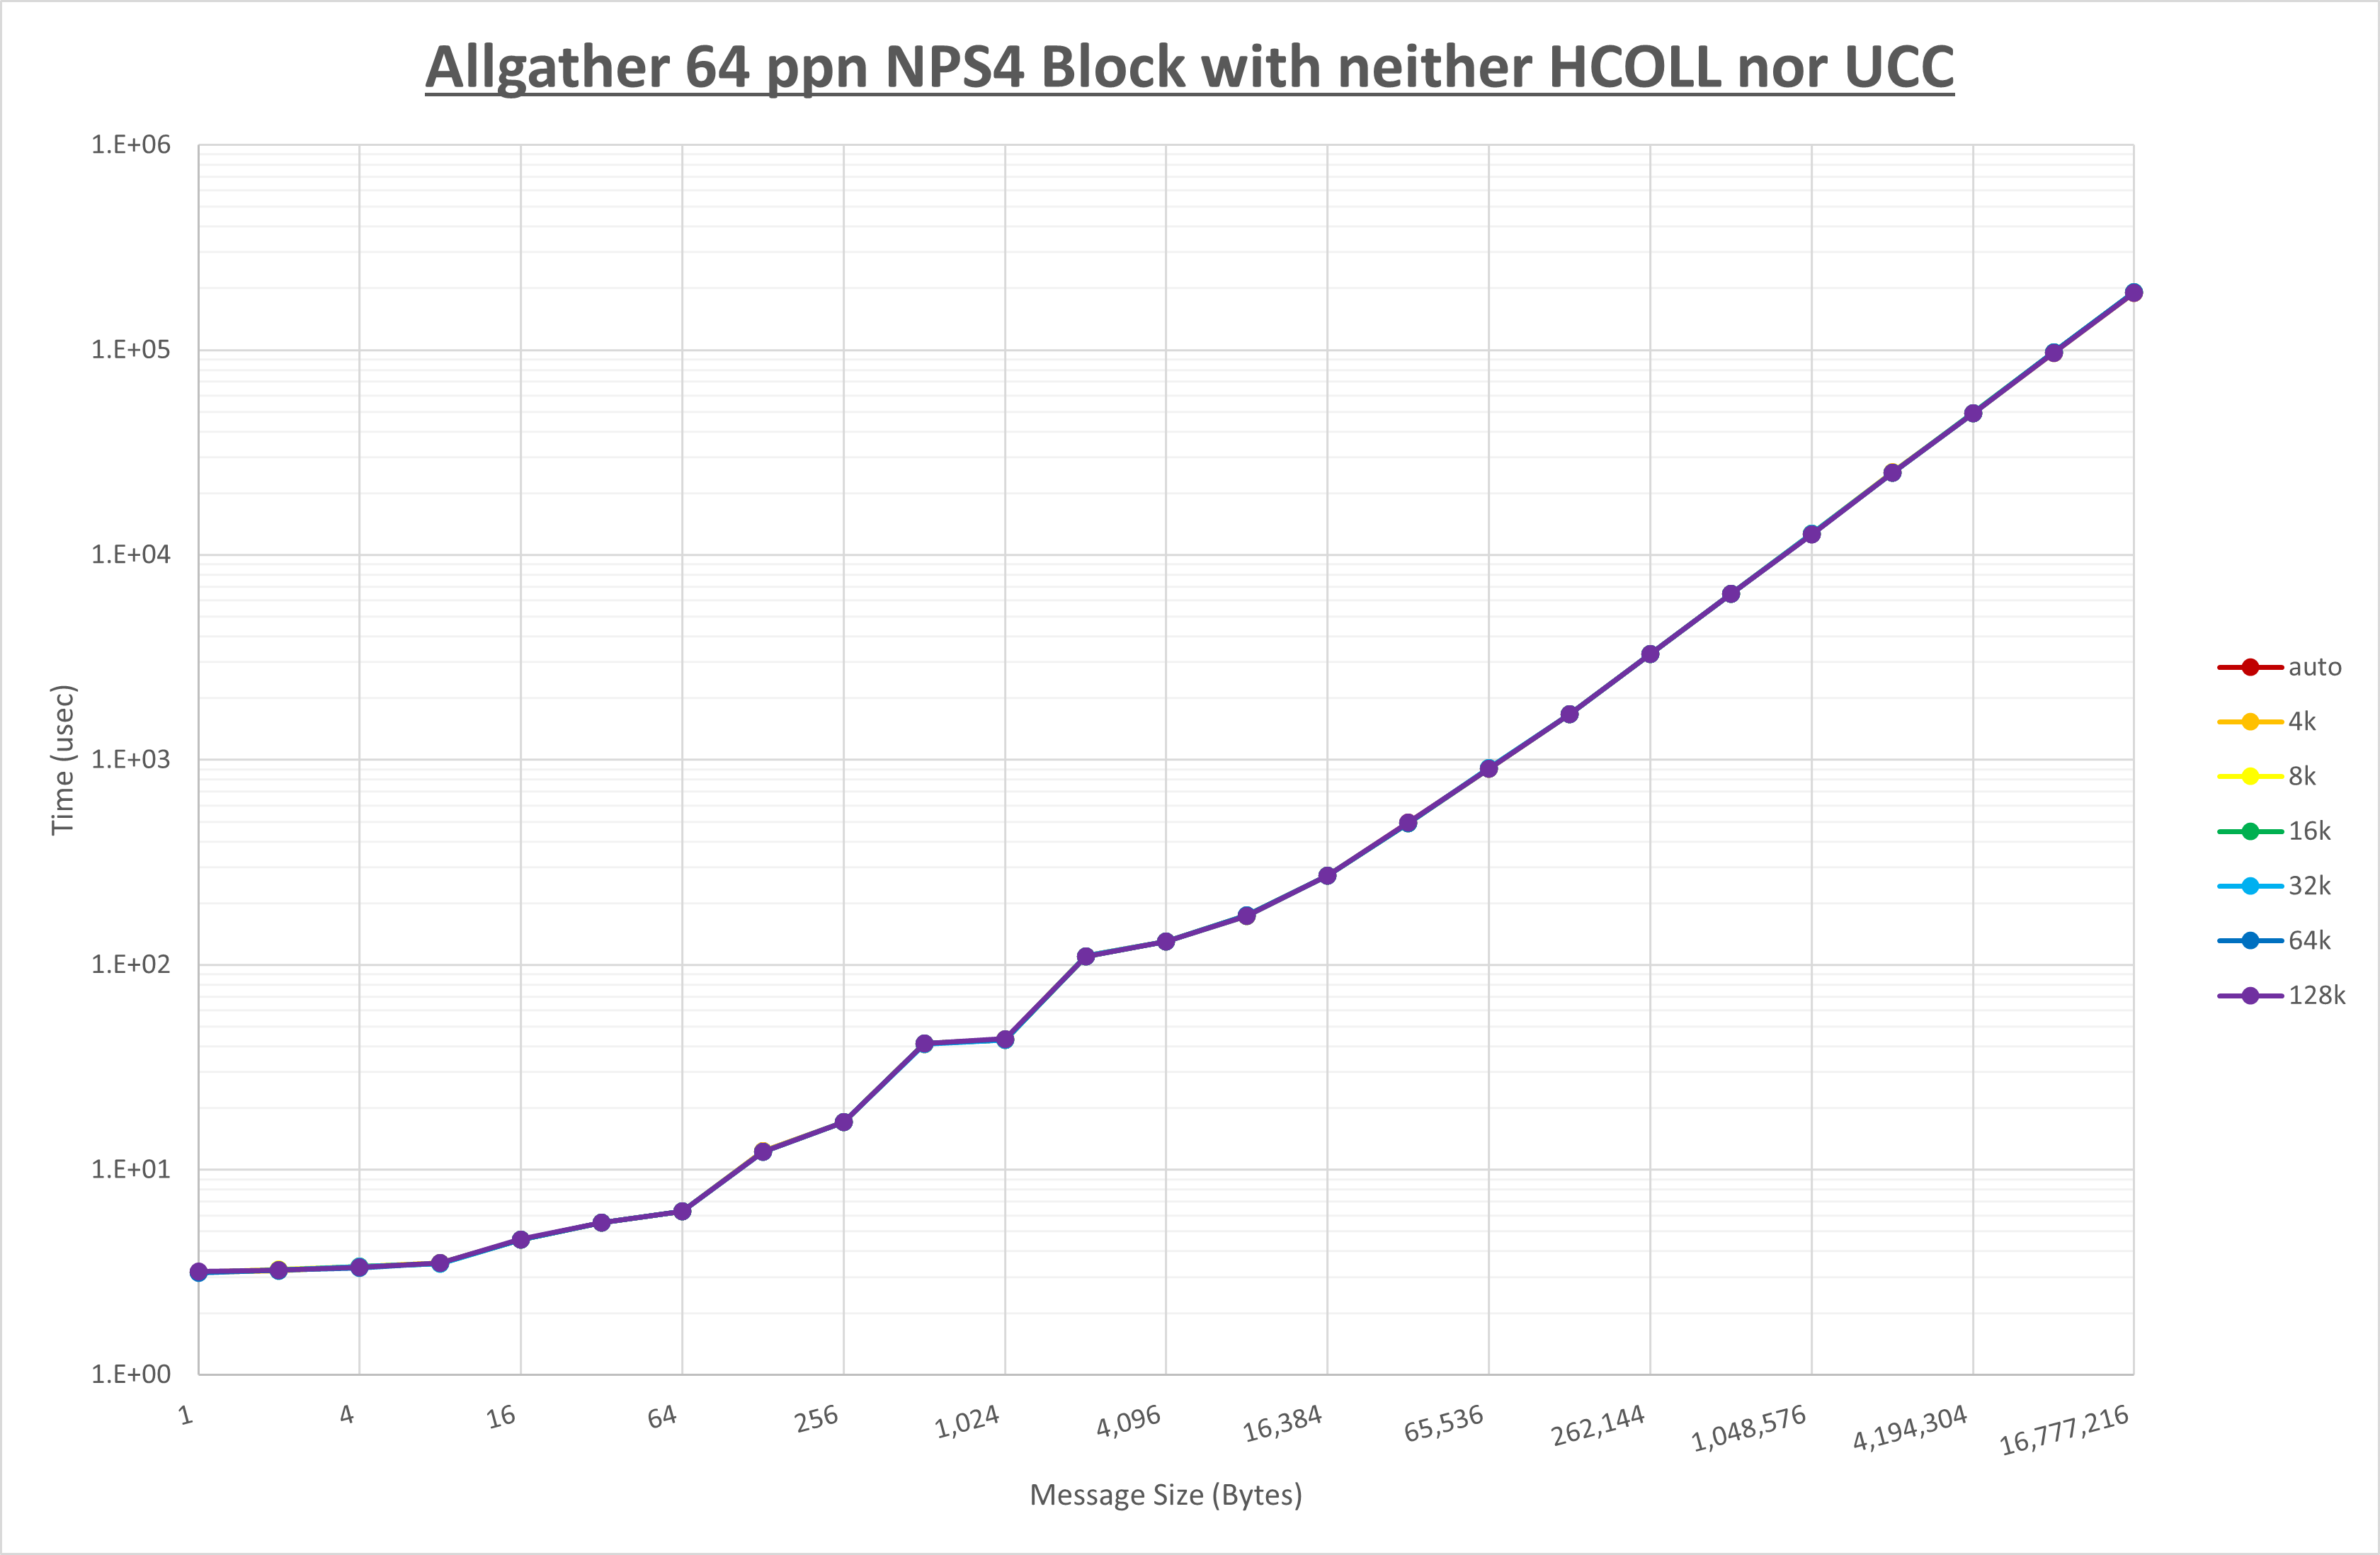 Allgather 64 ppn NPS4 Block with neither HCOLL nor UCC
1.E+06
1.E+05
1.E+04
1.E+03
1.E+02
1.E+01
1.E+00
Time (usec)
1
4
16
64
256
1,024
4,096
16,384
65,536
262,144
1,048,576
4,194,304
16,777,216
Message Size (Bytes)
auto
4k
8k
16k
32k
64k
128k